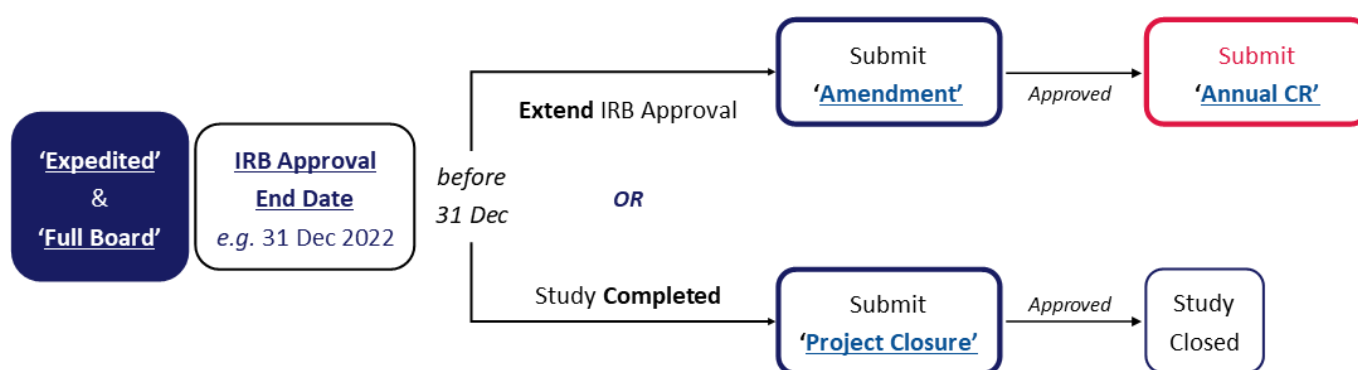 ‘Expedited’
&
‘Full Board’
IRB Approval
End Date
e.g. 31 Dec 2022
before
31 Dec
Extend IRB Approval
OR
Study Completed
Submit
‘Amendment’
Approved
Submit
‘Annual CR’
Submit
‘Project Closure’
Approved
Study
Closed